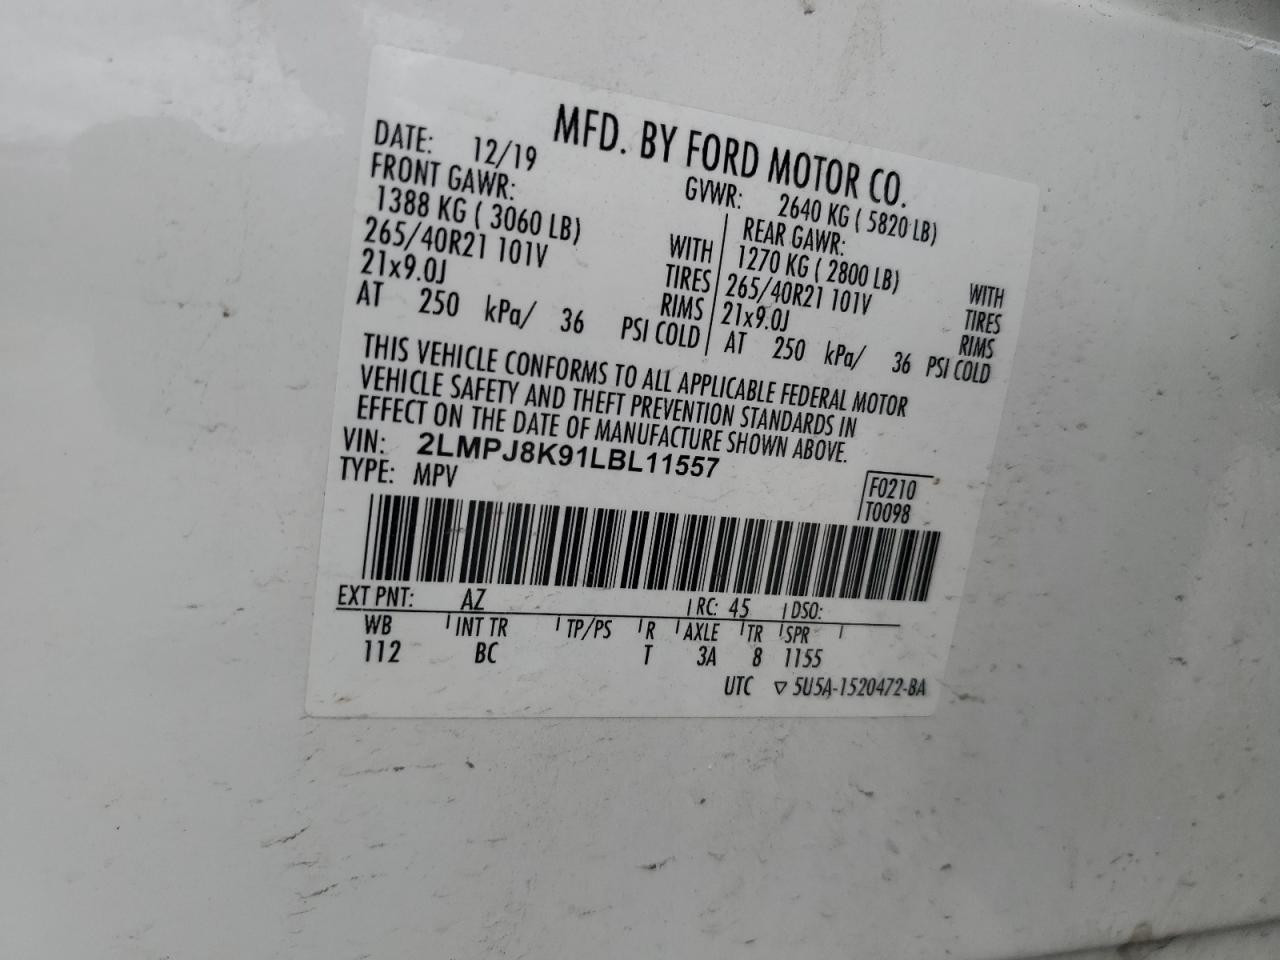 MFD. BY FORD MOTOR CO.
DATE: 12/19 GVWR: 2640 KG ( 5820 LB)
FRONT GAWR:
1388 KG ( 3060 LB) WITH
265/40R21 101V TIRES
21x9.0J RIMS
AT 250 kPa/ 36 PSI COLD
REAR GAWR:
1270 KG ( 2800 LB) WITH
265/40R21 101V TIRES
21x9.0J RIMS
AT 250 kPa/ 36 PSI COLD
THIS VEHICLE CONFORMS TO ALL APPLICABLE FEDERAL MOTOR
VEHICLE SAFETY AND THEFT PREVENTION STANDARDS IN
EFFECT ON THE DATE OF MANUFACTURE SHOWN ABOVE.
VIN: 2LMPJ8K91LBL11557
TYPE: MPV
F0210
T0098
EXT PNT: AZ RC: 45 DSO:
WB INT TR TP/PS R AXLE TR SPR
112 BC T 3A 8 1155
UTC ▽ 5U5A-1520472-BA